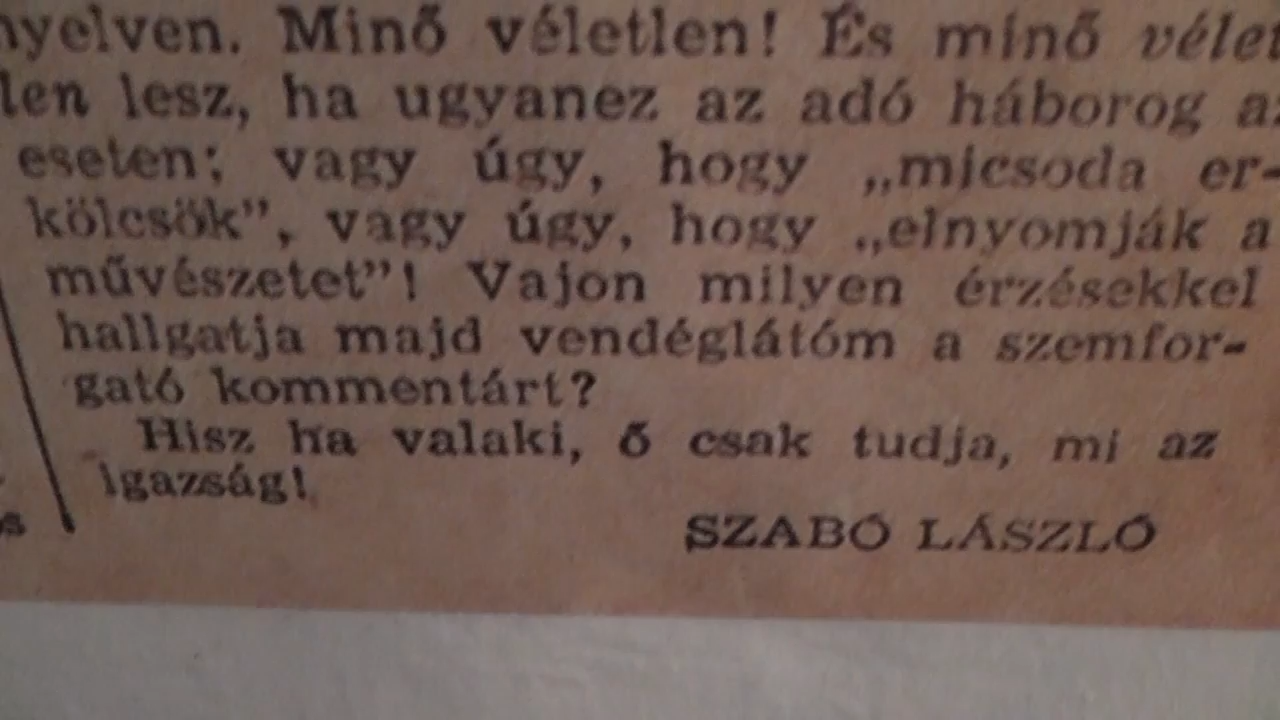 nyelven. Minő véletlen! És minő vélet
len lesz, ha ugyanez az adó háborog az
eseten; vagy úgy, hogy „micsoda er-
kölcsök”, vagy úgy, hogy „elnyomják a
művészetet”! Vajon milyen érzésekkel
hallgatja majd vendéglátóm a szemfor-
gató kommentárt?
Hisz ha valaki, ő csak tudja, mi az
igazság!
SZABÓ LÁSZLÓ